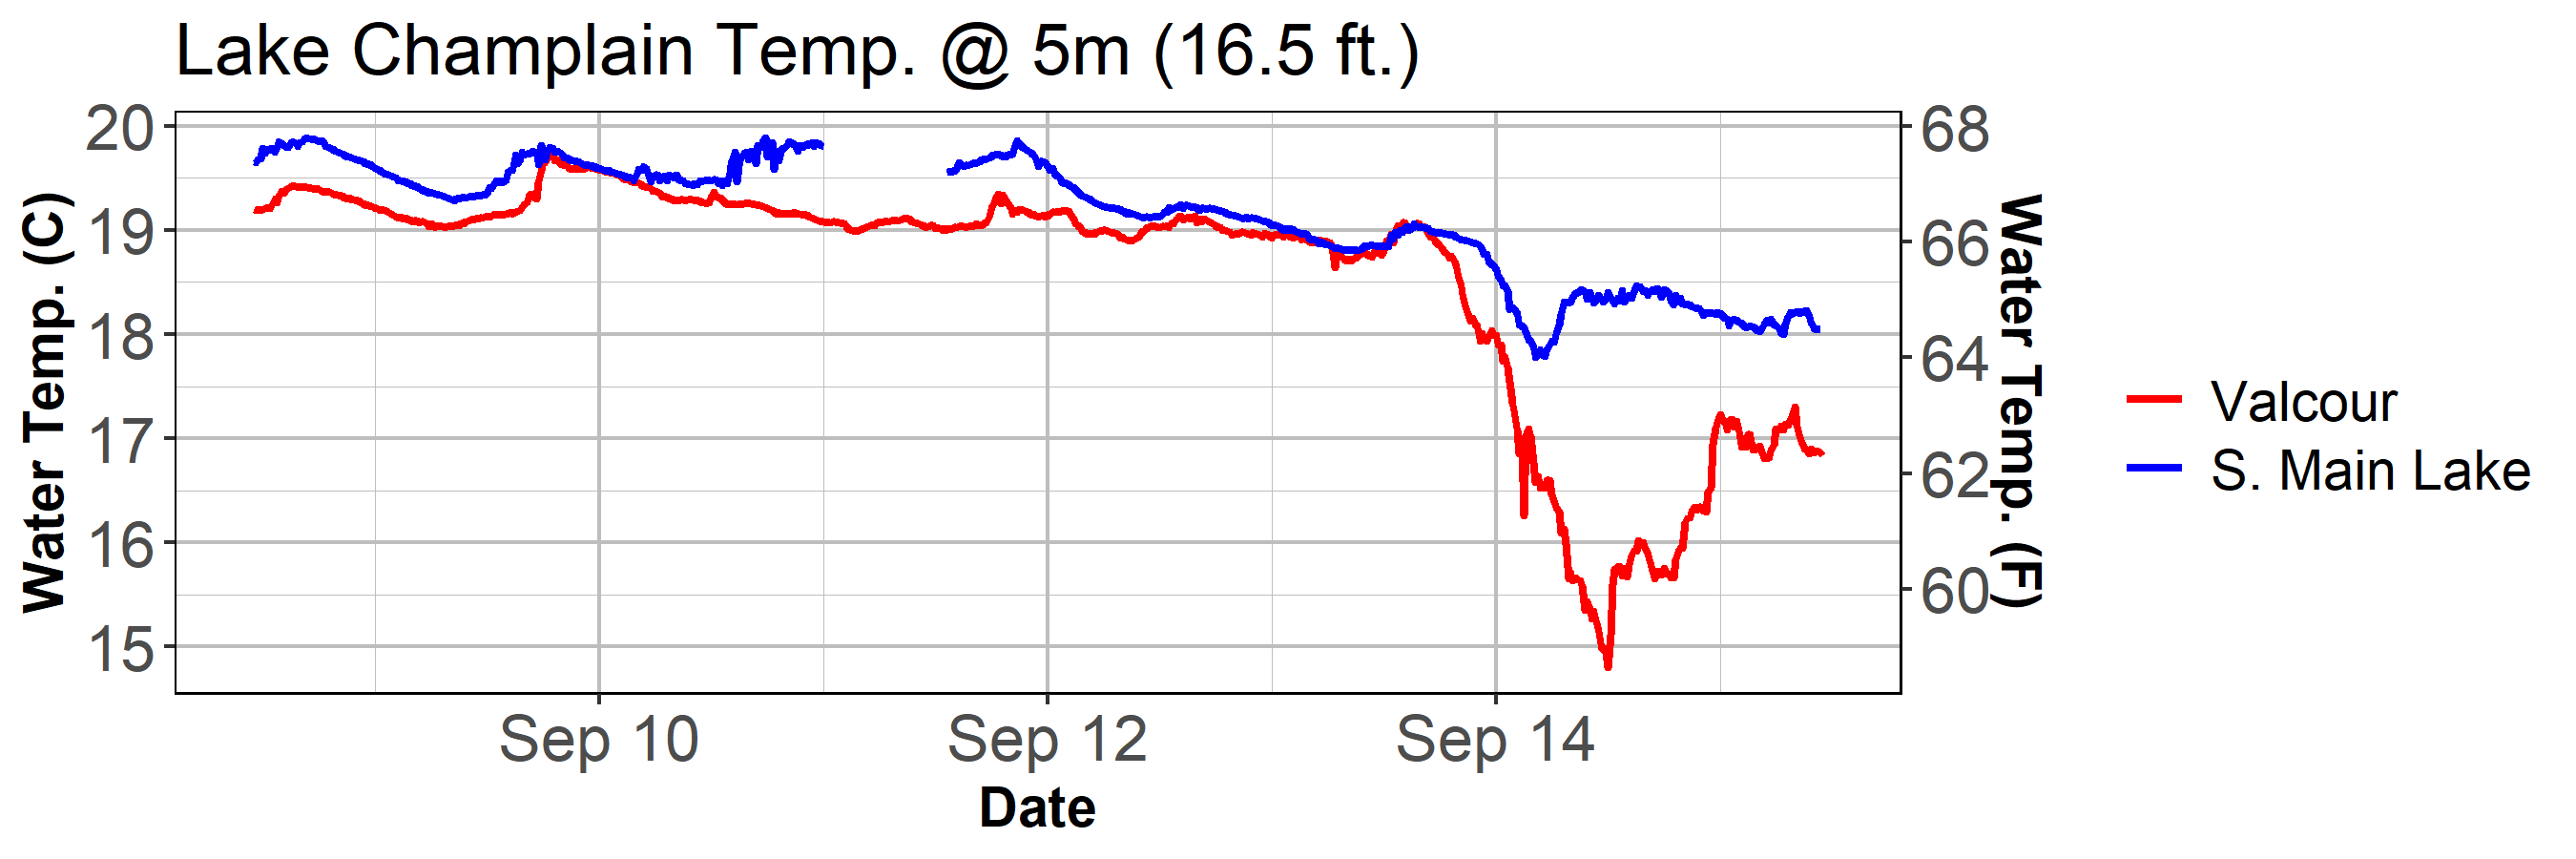 Lake Champlain Temp. @ 5m (16.5 ft.)
20
19
18
17
16
15
Water Temp. (C)
68
66
64
62
60
Water Temp. (F)
Sep 10
Sep 12
Sep 14
Date
Valcour
S. Main Lake